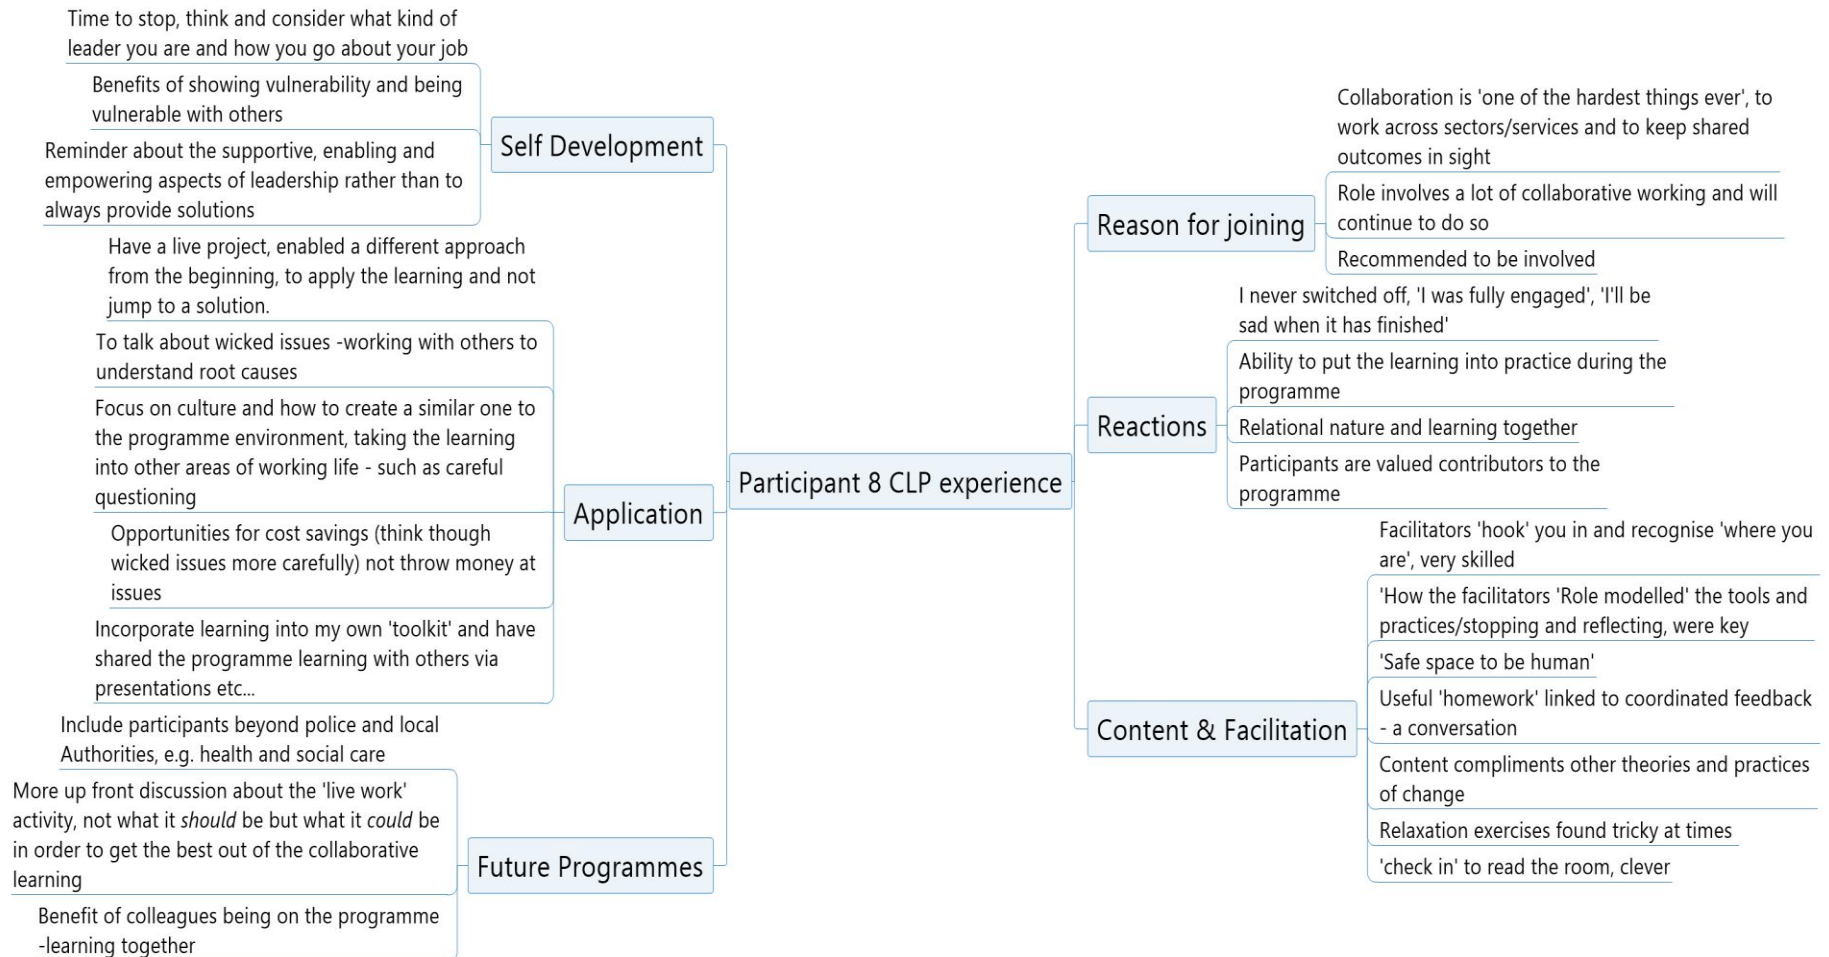 Time to stop, think and consider what kind of
leader you are and how you go about your job
Benefits of showing vulnerability and being
vulnerable with others
Reminder about the supportive, enabling and
empowering aspects of leadership rather than to
always provide solutions
Self Development
Have a live project, enabled a different approach
from the beginning, to apply the learning and not
jump to a solution.
To talk about wicked issues -working with others to
understand root causes
Focus on culture and how to create a similar one to
the programme environment, taking the learning
into other areas of working life - such as careful
questioning
Opportunities for cost savings (think though
wicked issues more carefully) not throw money at
issues
Incorporate learning into my own 'toolkit' and have
shared the programme learning with others via
presentations etc...
Application
Include participants beyond police and local
Authorities, e.g. health and social care
More up front discussion about the 'live work'
activity, not what it should be but what it could be
in order to get the best out of the collaborative
learning
Benefit of colleagues being on the programme
-learning together
Future Programmes
Participant 8 CLP experience
Reason for joining
Collaboration is 'one of the hardest things ever', to
work across sectors/services and to keep shared
outcomes in sight
Role involves a lot of collaborative working and will
continue to do so
Recommended to be involved
Reactions
I never switched off, 'I was fully engaged', 'I'll be
sad when it has finished'
Ability to put the learning into practice during the
programme
Relational nature and learning together
Participants are valued contributors to the
programme
Content & Facilitation
Facilitators 'hook' you in and recognise 'where you
are', very skilled
'How the facilitators 'Role modelled' the tools and
practices/stopping and reflecting, were key
'Safe space to be human'
Useful 'homework' linked to coordinated feedback
- a conversation
Content compliments other theories and practices
of change
Relaxation exercises found tricky at times
'check in' to read the room, clever